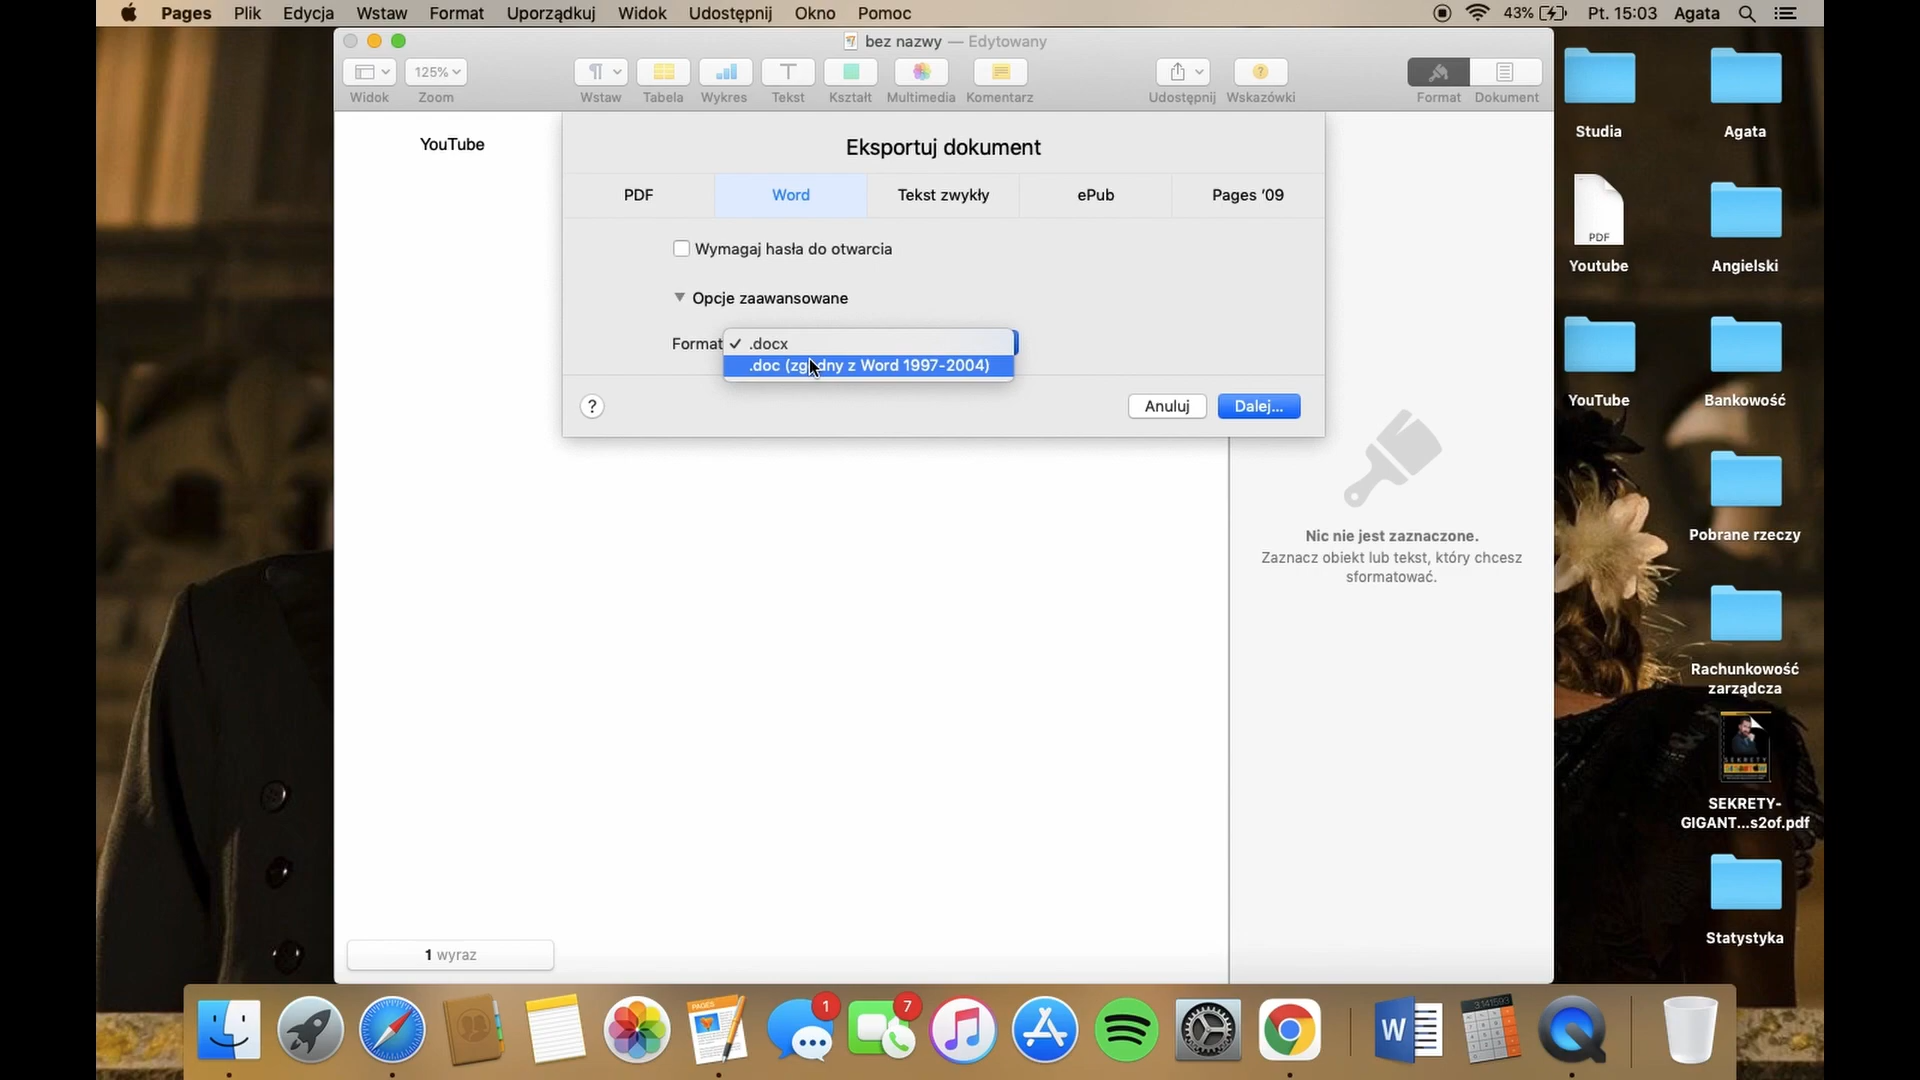 Pages Plik Edycja Wstaw Format Uporządkuj Widok Udostępnij Okno Pomoc
43% Pt. 15:03 Agata
bez nazwy — Edytowany
125%
Widok Zoom Wstaw Tabela Wykres Tekst Kształt Multimedia Komentarz Udostępnij Wskazówki Format Dokument
YouTube
Eksportuj dokument
PDF Word Tekst zwykły ePub Pages '09
Wymagaj hasła do otwarcia
Opcje zaawansowane
Format ✓ .docx
.doc (zgodny z Word 1997-2004)
? Anuluj Dalej...
Nic nie jest zaznaczone.
Zaznacz obiekt lub tekst, który chcesz
sformatować.
1 wyraz
Studia Agata
PDF
Youtube Angielski
YouTube Bankowość
Pobrane rzeczy
Rachunkowość
zarządcza
SEKRETY
SEKRETY-
GIGANT...s2of.pdf
Statystyka
PAGES
1
7
W
3.141593